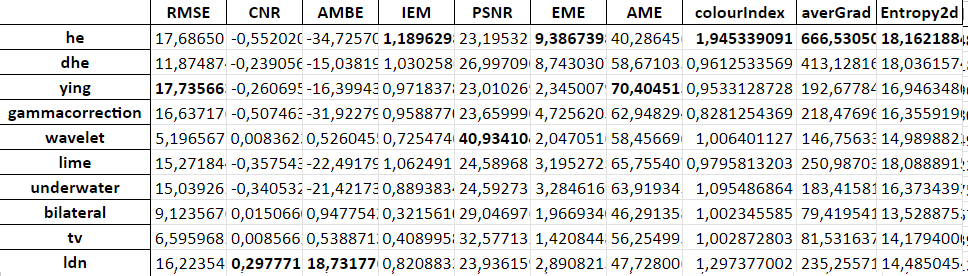 RMSE CNR AMBE IEM PSNR EME AME colourIndex averGrad Entropy2d
he 17,68650 -0,552020 -34,72570 1,189629 23,19532 9,386739 40,28645 1,945339091 666,53050 18,1621884
dhe 11,87487 -0,239056 -15,03819 1,030258 26,99709 8,743030 58,67103 0,9612533569 413,12816 18,0361574
ying 17,73566 -0,260695 -16,39943 0,971837 23,01026 2,345007 70,40451 0,9533128728 192,67784 16,946348
gammacorrection 16,63717 -0,507463 -31,92279 0,958877 23,65999 4,725620 62,94829 0,8281254369 218,47696 16,355919
wavelet 5,196567 0,008362 0,526045 0,725474 40,93410 2,047051 58,45669 1,006401127 146,75633 14,989882
lime 15,27184 -0,357543 -22,49179 1,062491 24,58968 3,195272 65,75540 0,9795813203 250,98703 18,088891
underwater 15,03926 -0,340532 -21,42173 0,889383 24,59273 3,284616 63,91934 1,095486864 183,41581 16,373439
bilateral 9,123567 0,015066 0,947754 0,321561 29,04697 1,966934 46,29135 1,002345585 79,419541 13,528875
tv 6,595968 0,008566 0,538871 0,408995 32,57713 1,420844 56,25499 1,002872803 81,531637 14,179400
ldn 16,22354 0,297771 18,73177 0,820883 23,93615 2,890821 47,72800 1,297377002 235,25571 14,485045